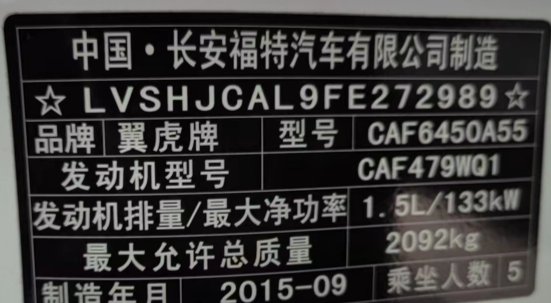 中国·长安福特汽车有限公司制造
☆LVSHJCAL9FE272989☆
品牌 翼虎牌 型号 CAF6450A55
发动机型号 CAF479WQ1
发动机排量/最大净功率 1.5L/133kW
最大允许总质量 2092kg
制造年月 2015-09 乘坐人数 5